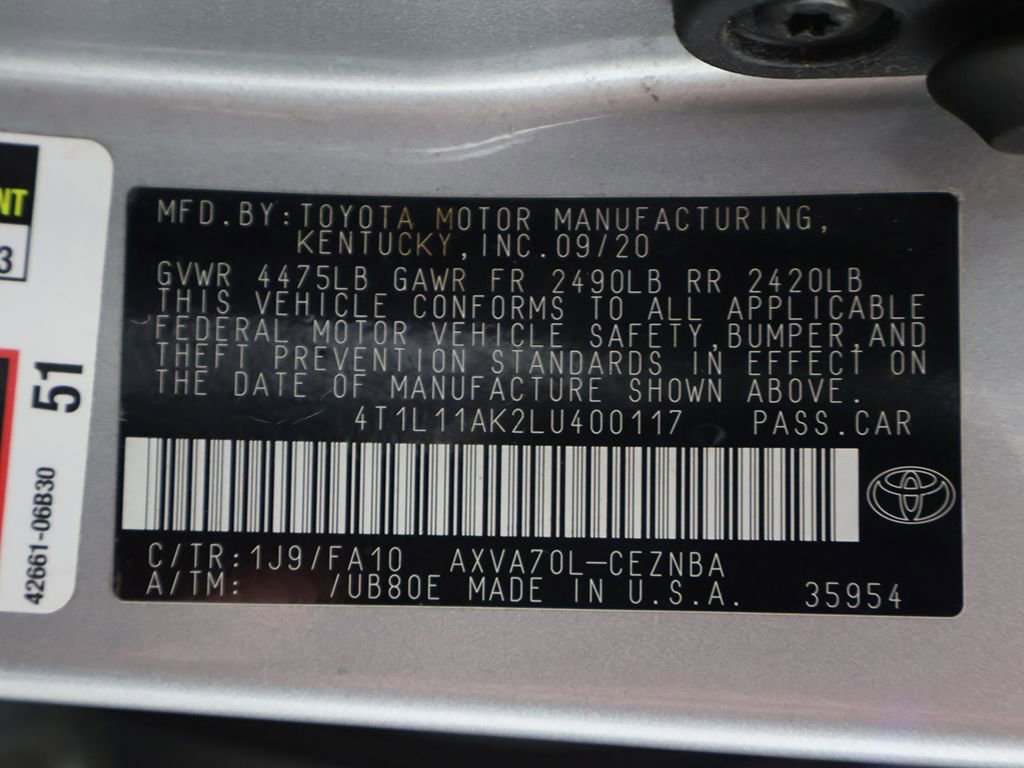 NT
3
51
42661-06B30
MFD.BY:TOYOTA MOTOR MANUFACTURING,
KENTUCKY,INC.09/20
GVWR 4475LB GAWR FR 2490LB RR 2420LB
THIS VEHICLE CONFORMS TO ALL APPLICABLE
FEDERAL MOTOR VEHICLE SAFETY,BUMPER,AND
THEFT PREVENTION STANDARDS IN EFFECT ON
THE DATE OF MANUFACTURE SHOWN ABOVE.
4T1L11AK2LU400117 PASS.CAR
C/TR:1J9/FA10 AXVA70L-CEZNBA
A/TM: /UB80E MADE IN U.S.A. 35954